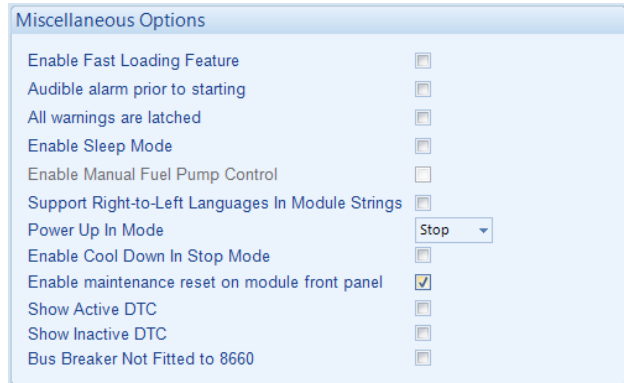 Miscellaneous Options
Enable Fast Loading Feature
Audible alarm prior to starting
All warnings are latched
Enable Sleep Mode
Enable Manual Fuel Pump Control
Support Right-to-Left Languages In Module Strings
Power Up In Mode Stop
Enable Cool Down In Stop Mode
Enable maintenance reset on module front panel
Show Active DTC
Show Inactive DTC
Bus Breaker Not Fitted to 8660